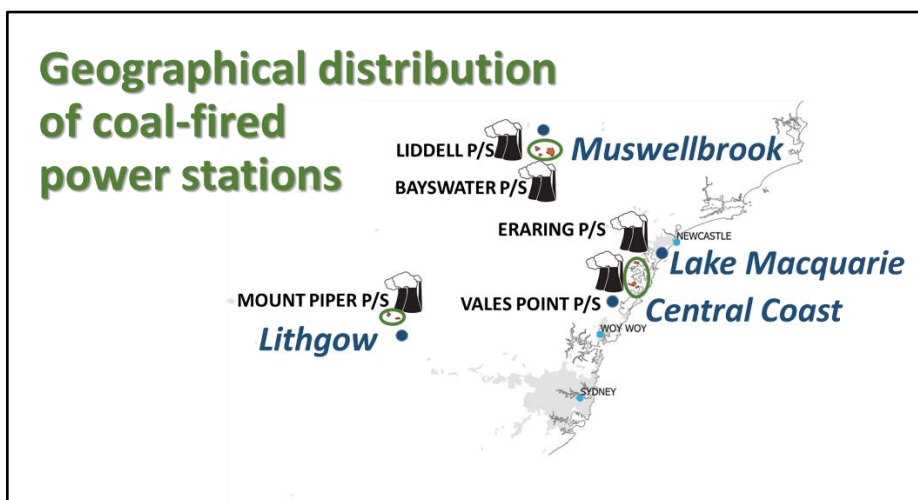 Geographical distribution
of coal-fired
power stations
LIDDELL P/S
Muswellbrook
BAYSWATER P/S
ERARING P/S
NEWCASTLE
Lake Macquarie
MOUNT PIPER P/S
VALES POINT P/S
Central Coast
Lithgow
WOY WOY
SYDNEY